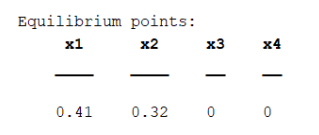 Equilibrium points:
x1 x2 x3 x4
0.41 0.32 0 0